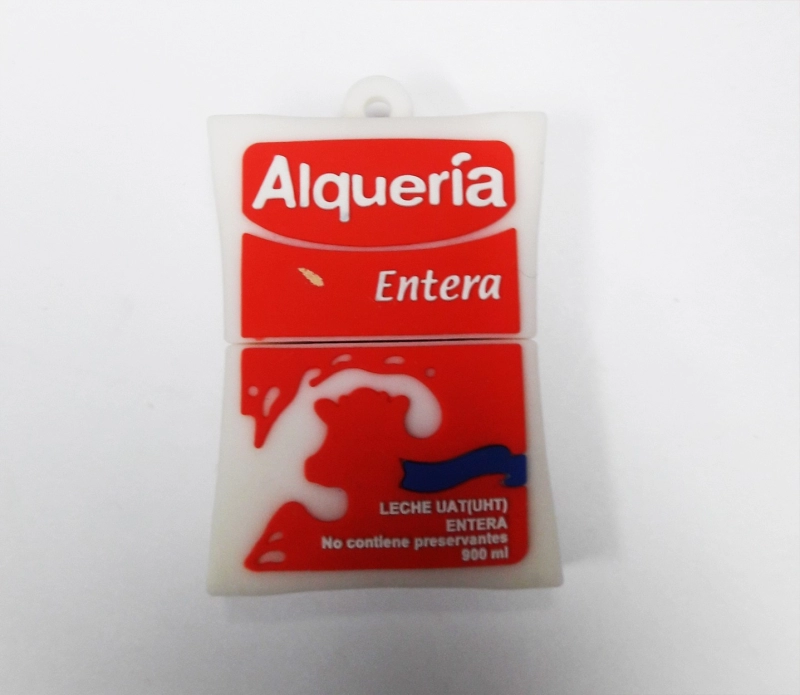 Alquería
Entera
LECHE UAT(UHT)
ENTERA
No contiene preservantes
900 ml